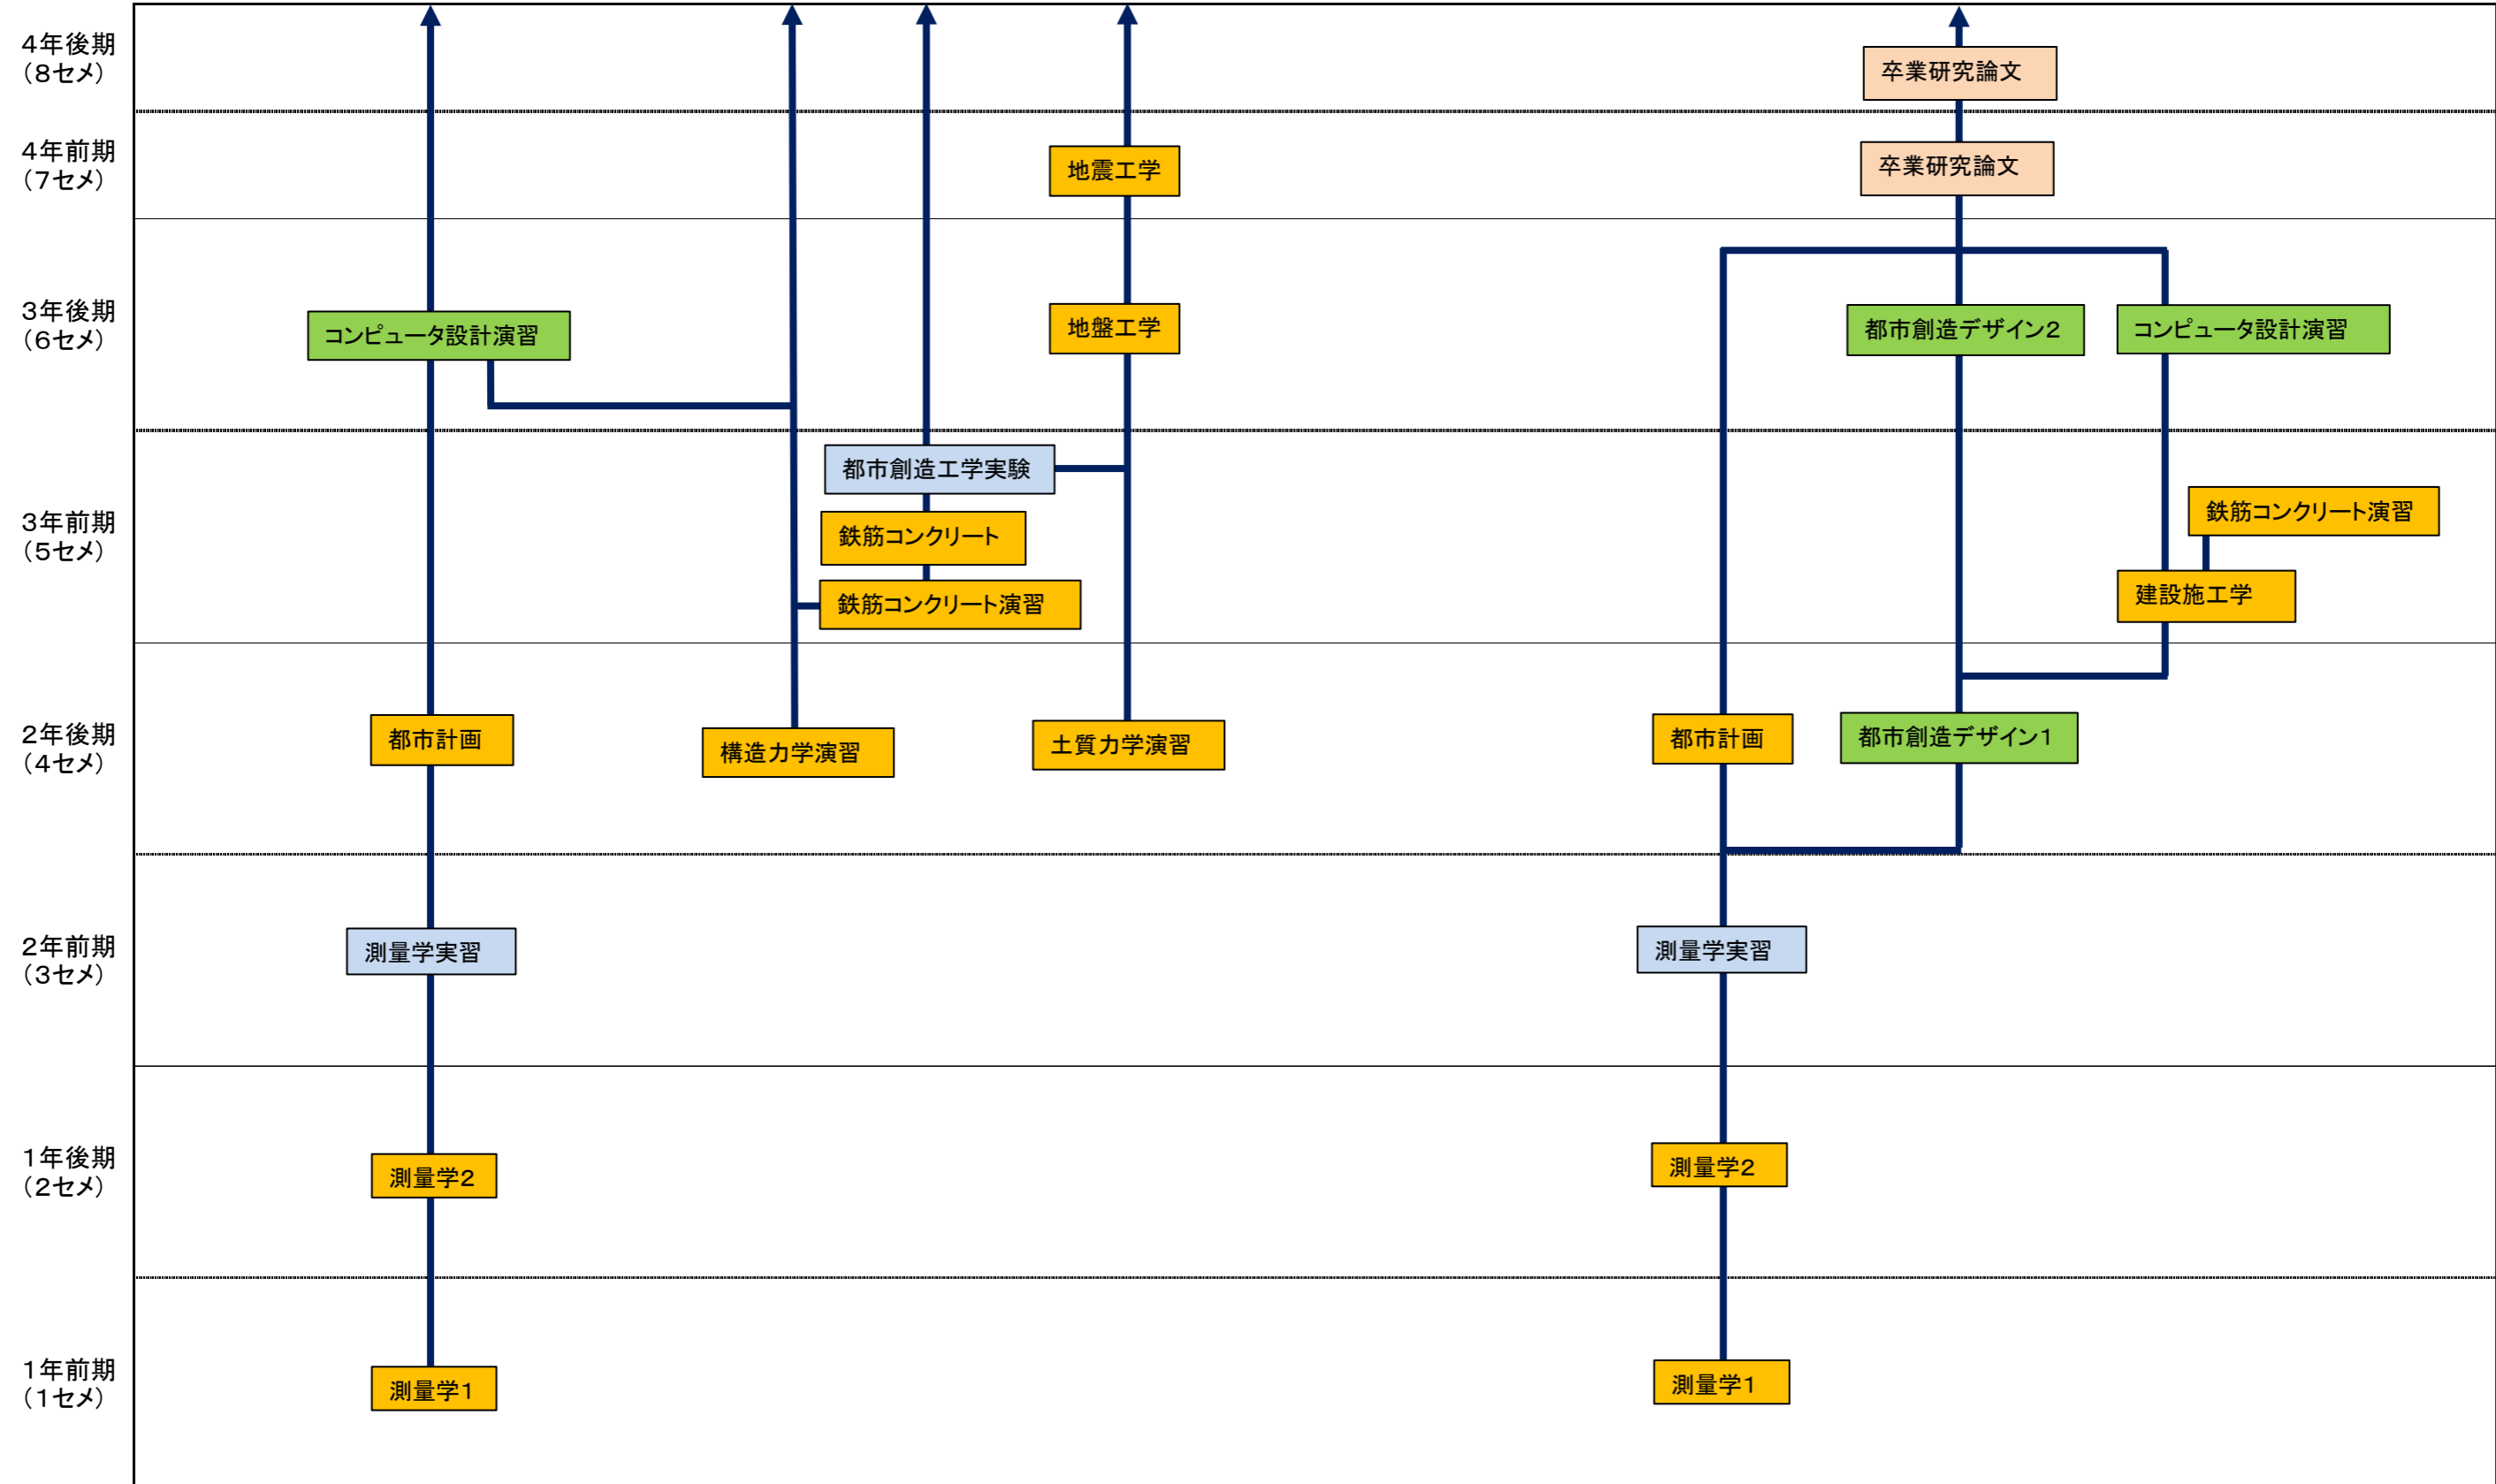 ４年後期
（８セメ）
卒業研究論文
４年前期
（７セメ）
地震工学
卒業研究論文
３年後期
（６セメ）
コンピュータ設計演習
地盤工学
都市創造デザイン２
コンピュータ設計演習
３年前期
（５セメ）
都市創造工学実験
鉄筋コンクリート
鉄筋コンクリート演習
鉄筋コンクリート演習
建設施工学
２年後期
（４セメ）
都市計画
構造力学演習
土質力学演習
都市計画
都市創造デザイン１
２年前期
（３セメ）
測量学実習
測量学実習
１年後期
（２セメ）
測量学２
測量学２
１年前期
（１セメ）
測量学１
測量学１